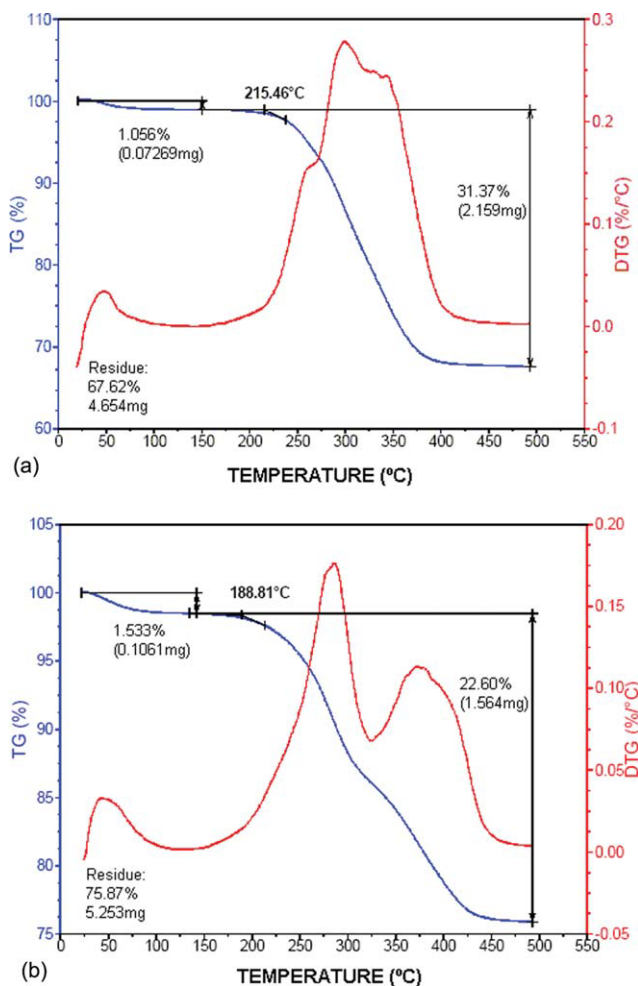 110
100
90
80
70
60
TG (%)
0.3
0.2
0.1
0.0
-0.1
DTG (%/°C)
215.46°C
1.056%
(0.07269mg)
31.37%
(2.159mg)
Residue:
67.62%
4.654mg
0 50 100 150 200 250 300 350 400 450 500 550
(a)
TEMPERATURE (ºC)
105
100
95
90
85
80
75
TG (%)
0.20
0.15
0.10
0.05
0.00
-0.05
DTG (%/°C)
188.81°C
1.533%
(0.1061mg)
22.60%
(1.564mg)
Residue:
75.87%
5.253mg
0 50 100 150 200 250 300 350 400 450 500 550
(b)
TEMPERATURE (ºC)